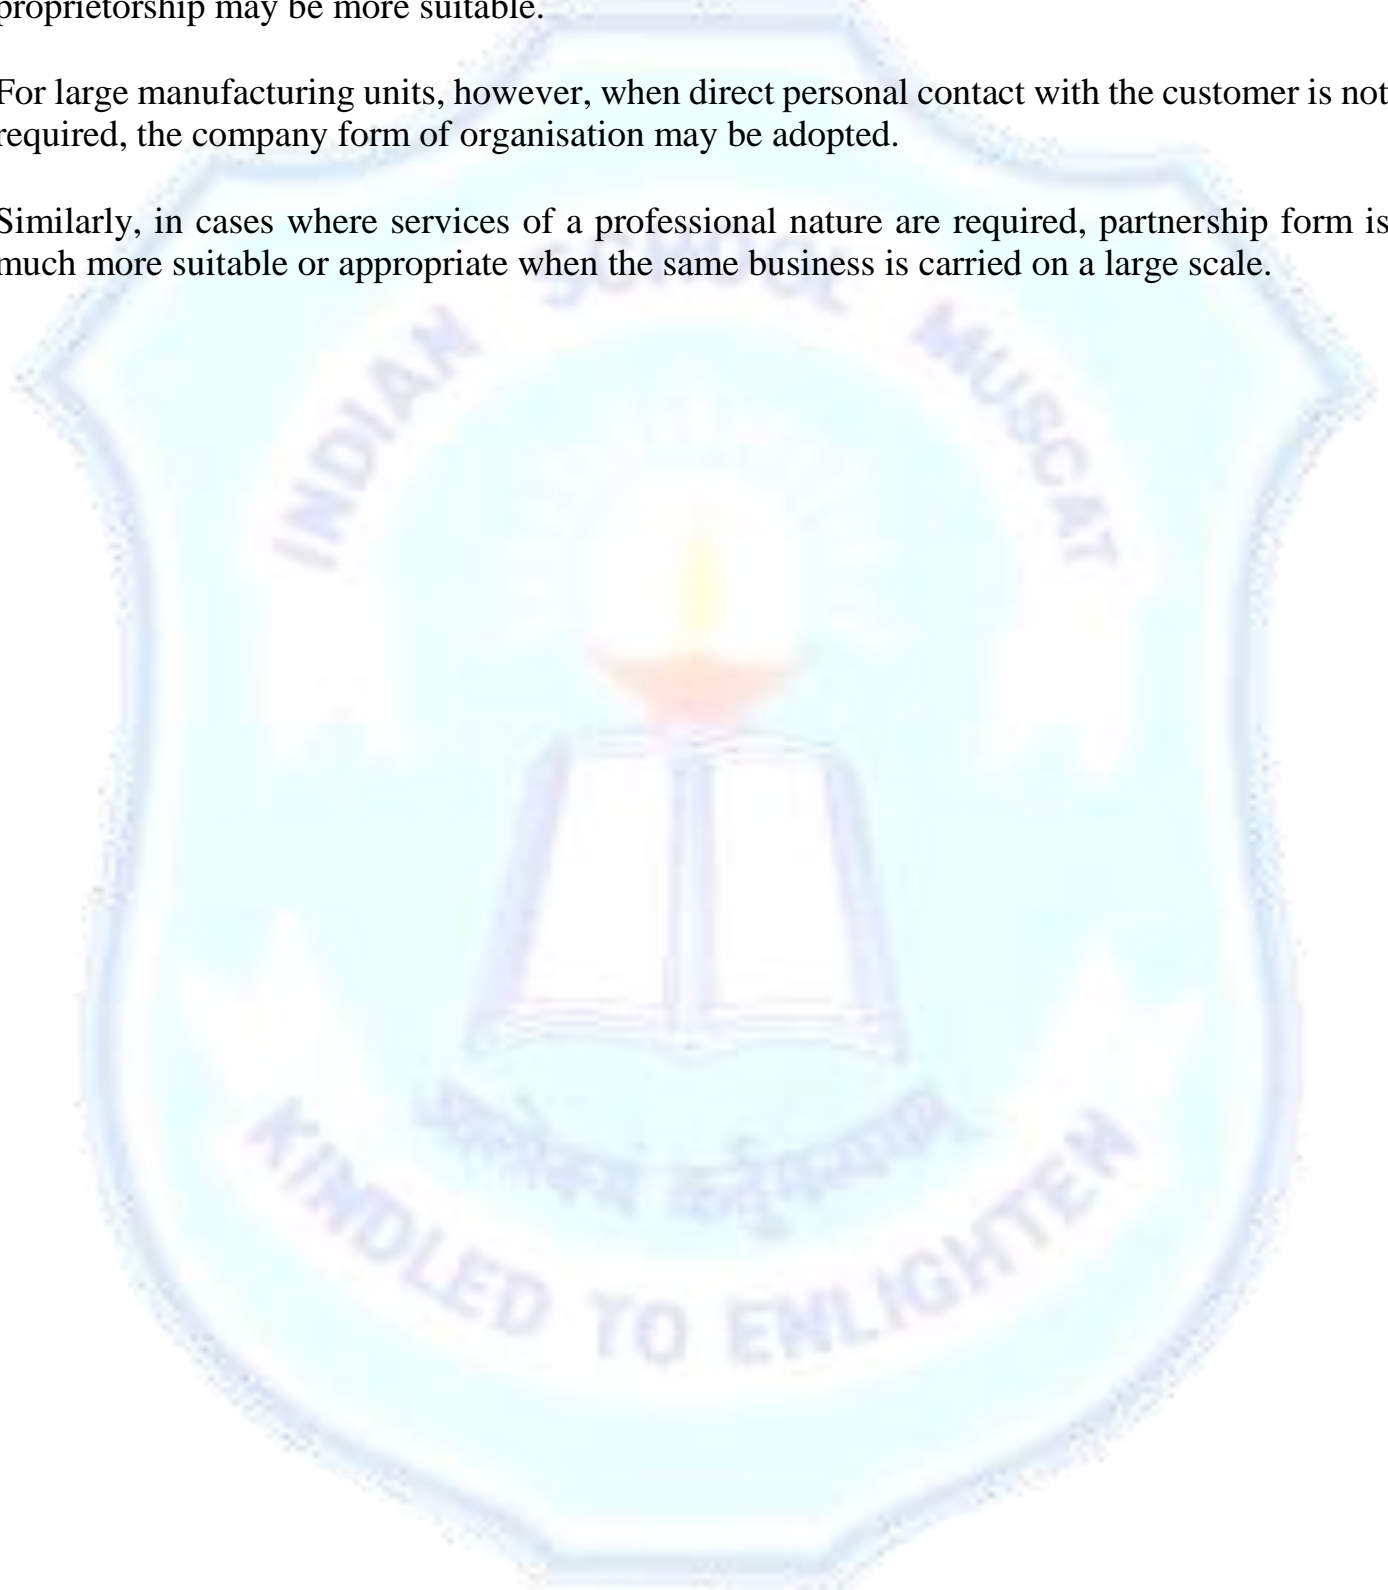 proprietorship may be more suitable.
For large manufacturing units, however, when direct personal contact with the customer is not
required, the company form of organisation may be adopted.
Similarly, in cases where services of a professional nature are required, partnership form is
much more suitable or appropriate when the same business is carried on a large scale.
INDIAN SCHOOL MUSCAT
KINDLED TO ENLIGHTEN